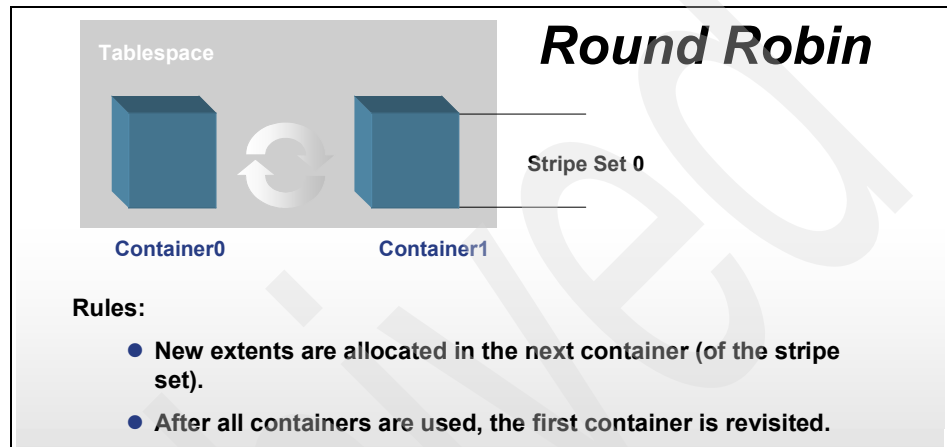 Round Robin
Tablespace
Stripe Set 0
Container0
Container1
Rules:
● New extents are allocated in the next container (of the stripe
set).
● After all containers are used, the first container is revisited.